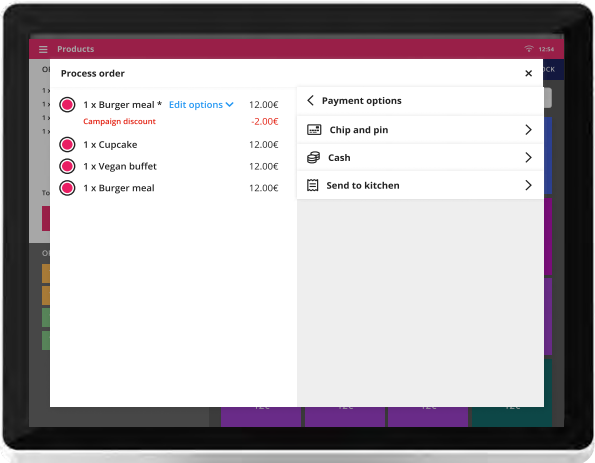 Products
12:54
Process order
1 x Burger meal * Edit options 12.00€
Campaign discount -2.00€
1 x Cupcake 12.00€
1 x Vegan buffet 12.00€
1 x Burger meal 12.00€
Payment options
Chip and pin
Cash
Send to kitchen